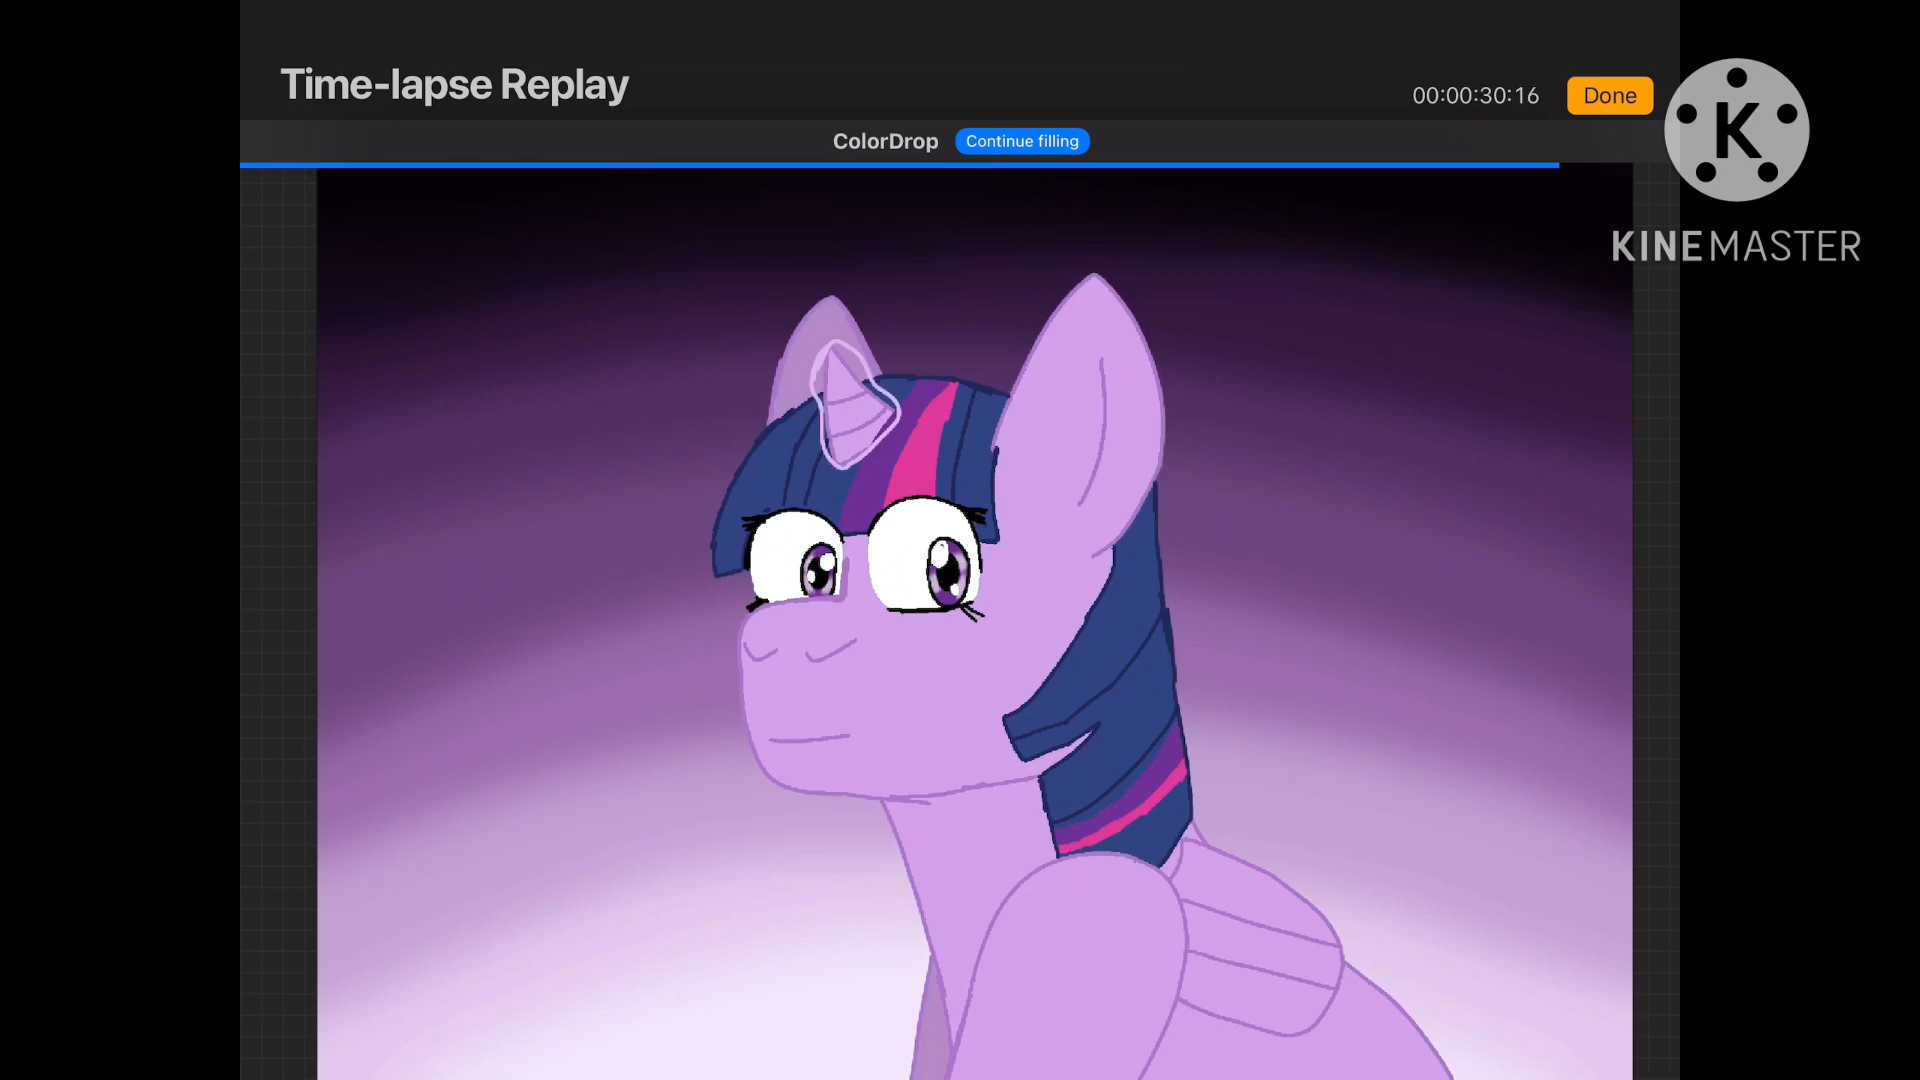 Time-lapse Replay
00:00:30:16
Done
ColorDrop
Continue filling
K
KINEMASTER